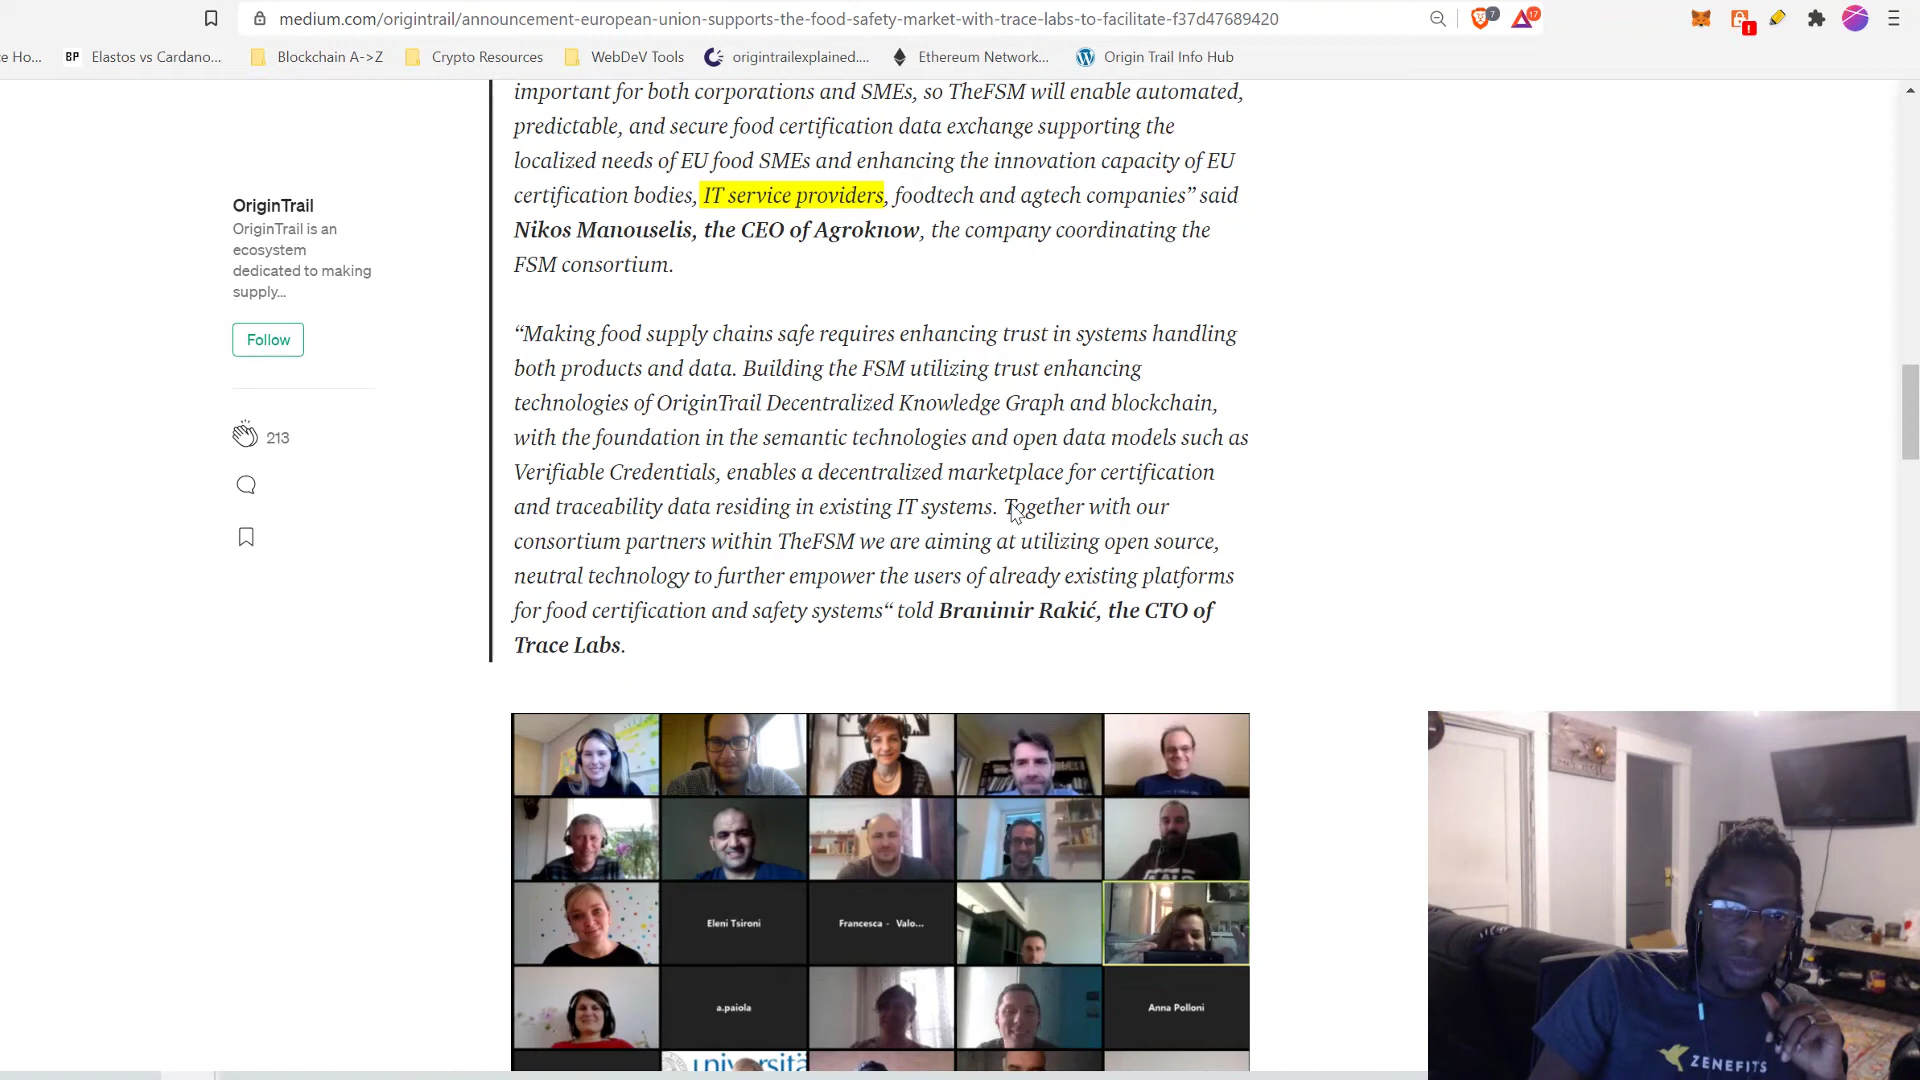 medium.com/origintrail/announcement-european-union-supports-the-food-safety-market-with-trace-labs-to-facilitate-f37d47689420
7
17
ce Ho...
BP Elastos vs Cardano...
Blockchain A->Z
Crypto Resources
WebDeV Tools
origintrailexplained....
Ethereum Network...
Origin Trail Info Hub
important for both corporations and SMEs, so TheFSM will enable automated,
predictable, and secure food certification data exchange supporting the
localized needs of EU food SMEs and enhancing the innovation capacity of EU
certification bodies, IT service providers, foodtech and agtech companies” said
Nikos Manouselis, the CEO of Agroknow, the company coordinating the
FSM consortium.
OriginTrail
OriginTrail is an
ecosystem
dedicated to making
supply...
Follow
213
“Making food supply chains safe requires enhancing trust in systems handling
both products and data. Building the FSM utilizing trust enhancing
technologies of OriginTrail Decentralized Knowledge Graph and blockchain,
with the foundation in the semantic technologies and open data models such as
Verifiable Credentials, enables a decentralized marketplace for certification
and traceability data residing in existing IT systems. Together with our
consortium partners within TheFSM we are aiming at utilizing open source,
neutral technology to further empower the users of already existing platforms
for food certification and safety systems“ told Branimir Rakić, the CTO of
Trace Labs.
Eleni Tsironi
Francesca - Valo...
a.paiola
Anna Polloni
università
ZENEFITS